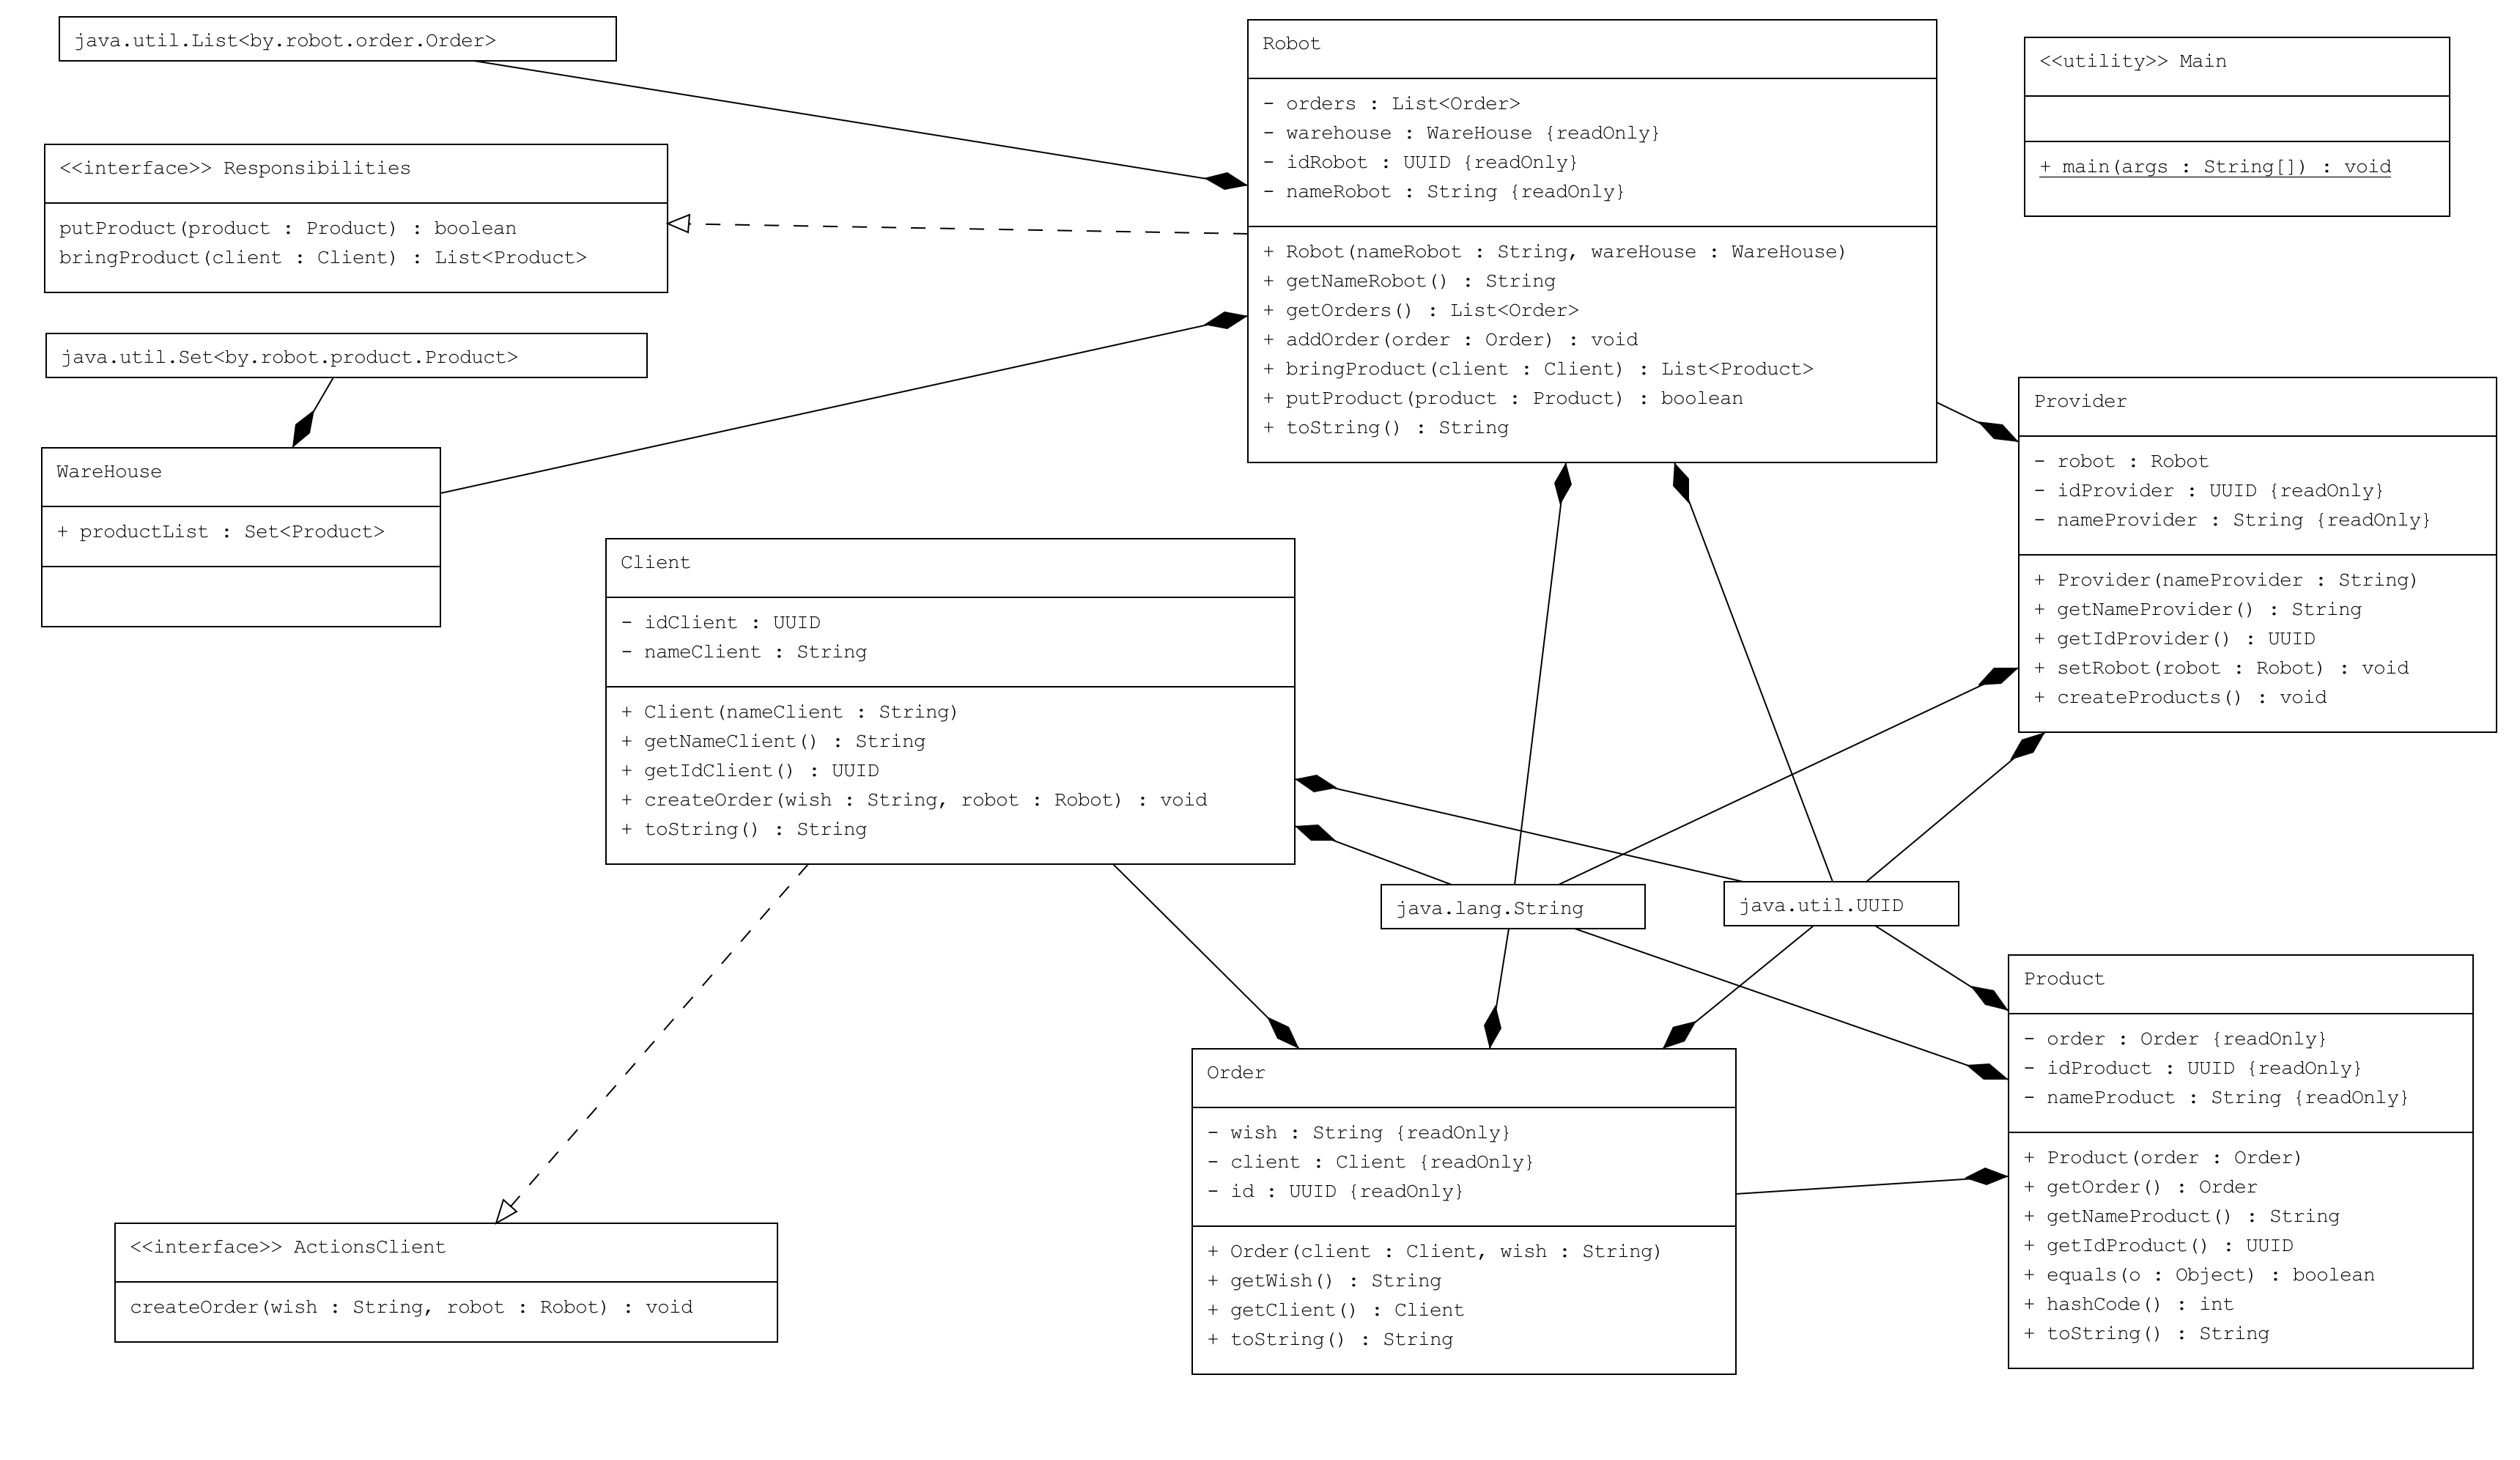 java.util.List<by.robot.order.Order>
<<interface>> Responsibilities
putProduct(product : Product) : boolean
bringProduct(client : Client) : List<Product>
java.util.Set<by.robot.product.Product>
WareHouse
+ productList : Set<Product>
Robot
- orders : List<Order>
- warehouse : WareHouse {readOnly}
- idRobot : UUID {readOnly}
- nameRobot : String {readOnly}
+ Robot(nameRobot : String, wareHouse : WareHouse)
+ getNameRobot() : String
+ getOrders() : List<Order>
+ addOrder(order : Order) : void
+ bringProduct(client : Client) : List<Product>
+ putProduct(product : Product) : boolean
+ toString() : String
<<utility>> Main
+ main(args : String[]) : void
Provider
- robot : Robot
- idProvider : UUID {readOnly}
- nameProvider : String {readOnly}
+ Provider(nameProvider : String)
+ getNameProvider() : String
+ getIdProvider() : UUID
+ setRobot(robot : Robot) : void
+ createProducts() : void
Client
- idClient : UUID
- nameClient : String
+ Client(nameClient : String)
+ getNameClient() : String
+ getIdClient() : UUID
+ createOrder(wish : String, robot : Robot) : void
+ toString() : String
java.lang.String
java.util.UUID
Product
- order : Order {readOnly}
- idProduct : UUID {readOnly}
- nameProduct : String {readOnly}
+ Product(order : Order)
+ getOrder() : Order
+ getNameProduct() : String
+ getIdProduct() : UUID
+ equals(o : Object) : boolean
+ hashCode() : int
+ toString() : String
Order
- wish : String {readOnly}
- client : Client {readOnly}
- id : UUID {readOnly}
+ Order(client : Client, wish : String)
+ getWish() : String
+ getClient() : Client
+ toString() : String
<<interface>> ActionsClient
createOrder(wish : String, robot : Robot) : void